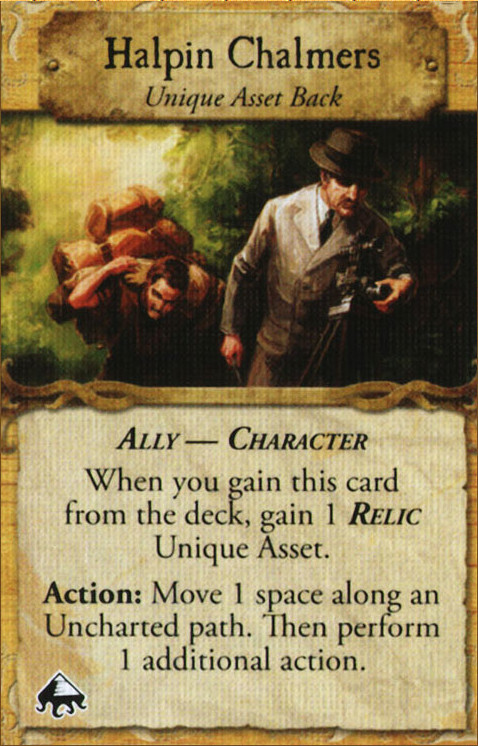 Halpin Chalmers
Unique Asset Back
ALLY — CHARACTER
When you gain this card
from the deck, gain 1 RELIC
Unique Asset.
Action: Move 1 space along an
Uncharted path. Then perform
1 additional action.